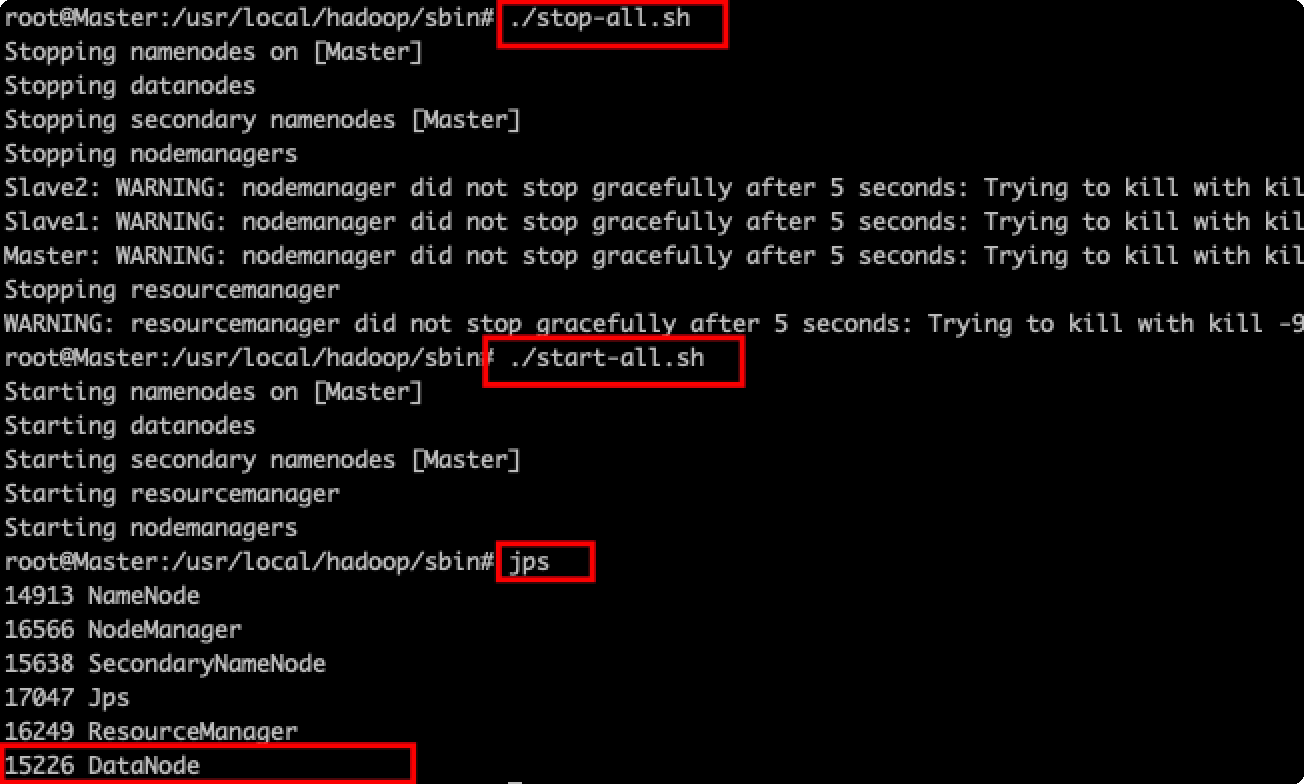 root@Master:/usr/local/hadoop/sbin# ./stop-all.sh
Stopping namenodes on [Master]
Stopping datanodes
Stopping secondary namenodes [Master]
Stopping nodemanagers
Slave2: WARNING: nodemanager did not stop gracefully after 5 seconds: Trying to kill with kil
Slave1: WARNING: nodemanager did not stop gracefully after 5 seconds: Trying to kill with kil
Master: WARNING: nodemanager did not stop gracefully after 5 seconds: Trying to kill with kil
Stopping resourcemanager
WARNING: resourcemanager did not stop gracefully after 5 seconds: Trying to kill with kill -9
root@Master:/usr/local/hadoop/sbin# ./start-all.sh
Starting namenodes on [Master]
Starting datanodes
Starting secondary namenodes [Master]
Starting resourcemanager
Starting nodemanagers
root@Master:/usr/local/hadoop/sbin# jps
14913 NameNode
16566 NodeManager
15638 SecondaryNameNode
17047 Jps
16249 ResourceManager
15226 DataNode